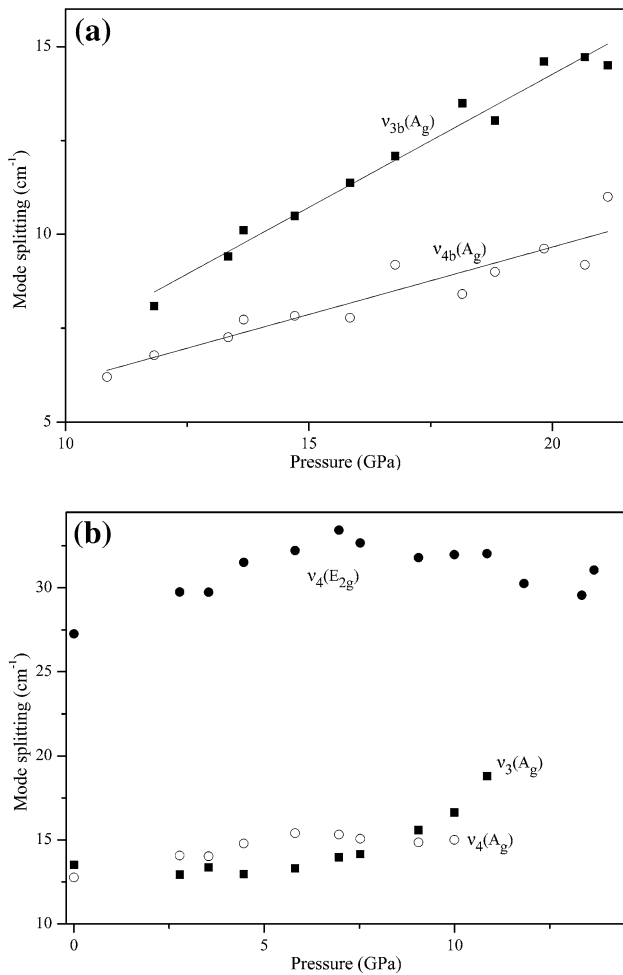 (a)
15
10
5
Mode splitting (cm⁻¹)
ν3b(Ag)
ν4b(Ag)
10 15 20
Pressure (GPa)
(b)
30
25
20
15
10
Mode splitting (cm⁻¹)
ν4(E2g)
ν3(Ag)
ν4(Ag)
0 5 10
Pressure (GPa)